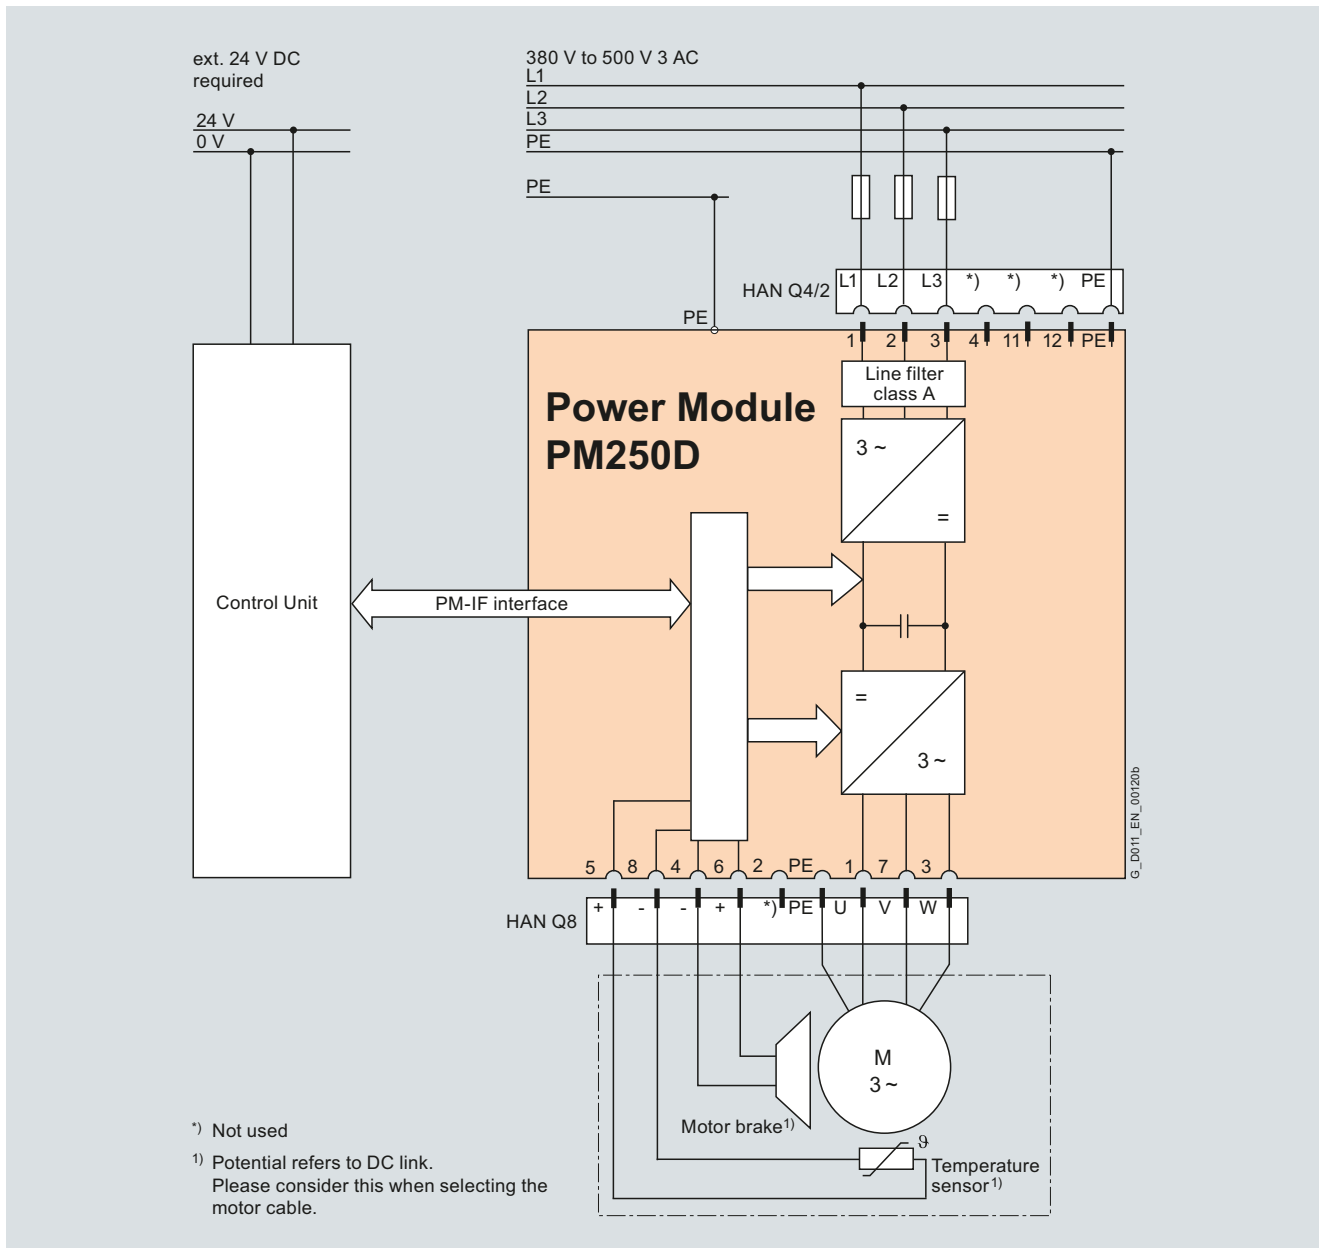 ext. 24 V DC
required
380 V to 500 V 3 AC
L1
L2
L3
PE
24 V
0 V
PE
HAN Q4/2
L1 L2 L3 *) *) *) PE
PE
1 2 3 4 11 12 PE
Line filter
class A
Power Module
PM250D
3 ~
=
Control Unit
PM-IF interface
=
3 ~
G_D011_EN_00120b
5 8 4 6 2 PE 1 7 3
HAN Q8
+ - - + *) PE U V W
M
3 ~
Motor brake1)
ϑ
Temperature
sensor1)
*) Not used
1) Potential refers to DC link.
Please consider this when selecting the
motor cable.